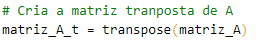 # Cria a matriz tranposta de A
matriz_A_t = transpose(matriz_A)